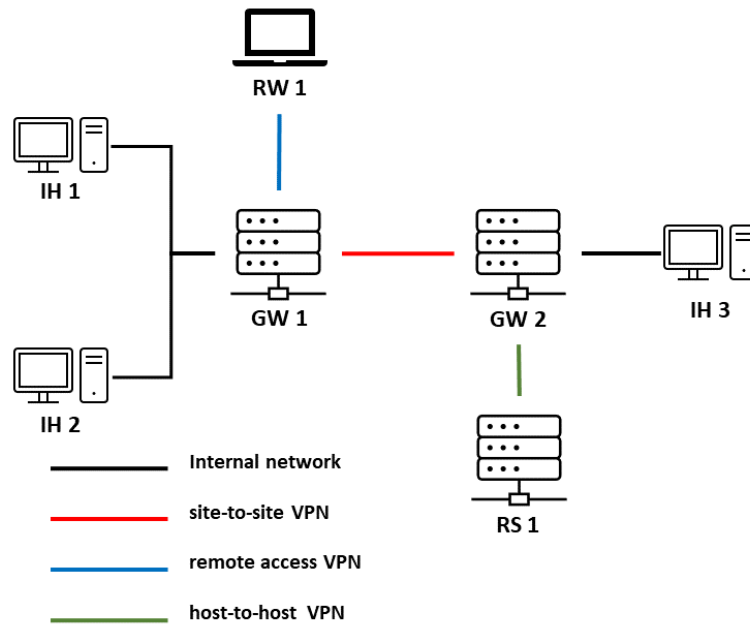 RW 1
IH 1
GW 1
GW 2
IH 3
IH 2
RS 1
Internal network
site-to-site VPN
remote access VPN
host-to-host VPN